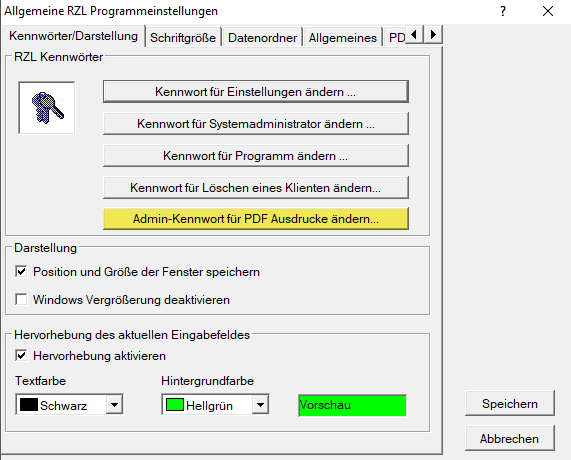 Allgemeine RZL Programmeinstellungen
Kennwörter/Darstellung Schriftgröße Datenordner Allgemeines PD
RZL Kennwörter
Kennwort für Einstellungen ändern ...
Kennwort für Systemadministrator ändern ...
Kennwort für Programm ändern ...
Kennwort für Löschen eines Klienten ändern...
Admin-Kennwort für PDF Ausdrucke ändern...
Darstellung
Position und Größe der Fenster speichern
Windows Vergrößerung deaktivieren
Hervorhebung des aktuellen Eingabefeldes
Hervorhebung aktivieren
Textfarbe Hintergrundfarbe
Schwarz Hellgrün Vorschau
Speichern
Abbrechen